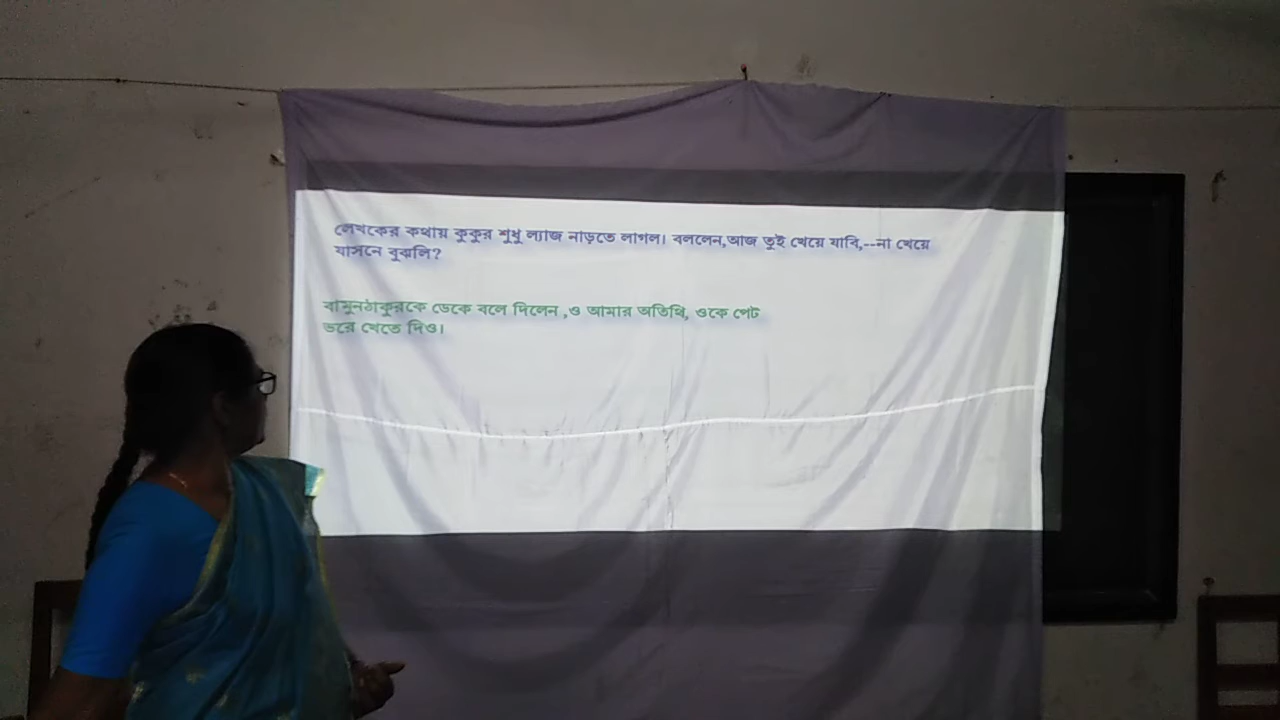 লেখকের কথায় কুকুর শুধু ল্যাজ নাড়তে লাগল। বললেন,আজ তুই খেয়ে যাবি,--না খেয়ে
যাসনে বুঝলি?
বামুনঠাকুরকে ডেকে বলে দিলেন ,ও আমার অতিথি, ওকে পেট
ভরে খেতে দিও।